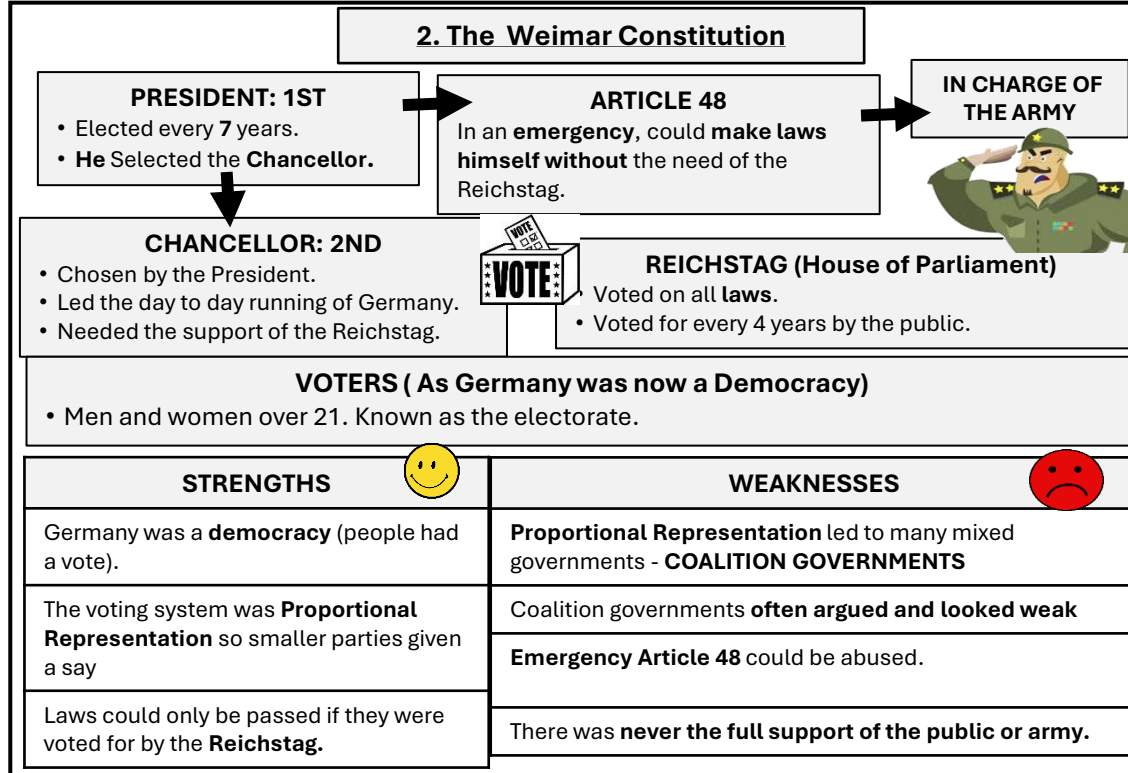 2. The Weimar Constitution
PRESIDENT: 1ST
• Elected every 7 years.
• He Selected the Chancellor.
ARTICLE 48
In an emergency, could make laws
himself without the need of the
Reichstag.
IN CHARGE OF
THE ARMY
CHANCELLOR: 2ND
• Chosen by the President.
• Led the day to day running of Germany.
• Needed the support of the Reichstag.
VOTE
VOTE
REICHSTAG (House of Parliament)
• Voted on all laws.
• Voted for every 4 years by the public.
VOTERS ( As Germany was now a Democracy)
• Men and women over 21. Known as the electorate.
STRENGTHS
Germany was a democracy (people had
a vote).
The voting system was Proportional
Representation so smaller parties given
a say
Laws could only be passed if they were
voted for by the Reichstag.
WEAKNESSES
Proportional Representation led to many mixed
governments - COALITION GOVERNMENTS
Coalition governments often argued and looked weak
Emergency Article 48 could be abused.
There was never the full support of the public or army.